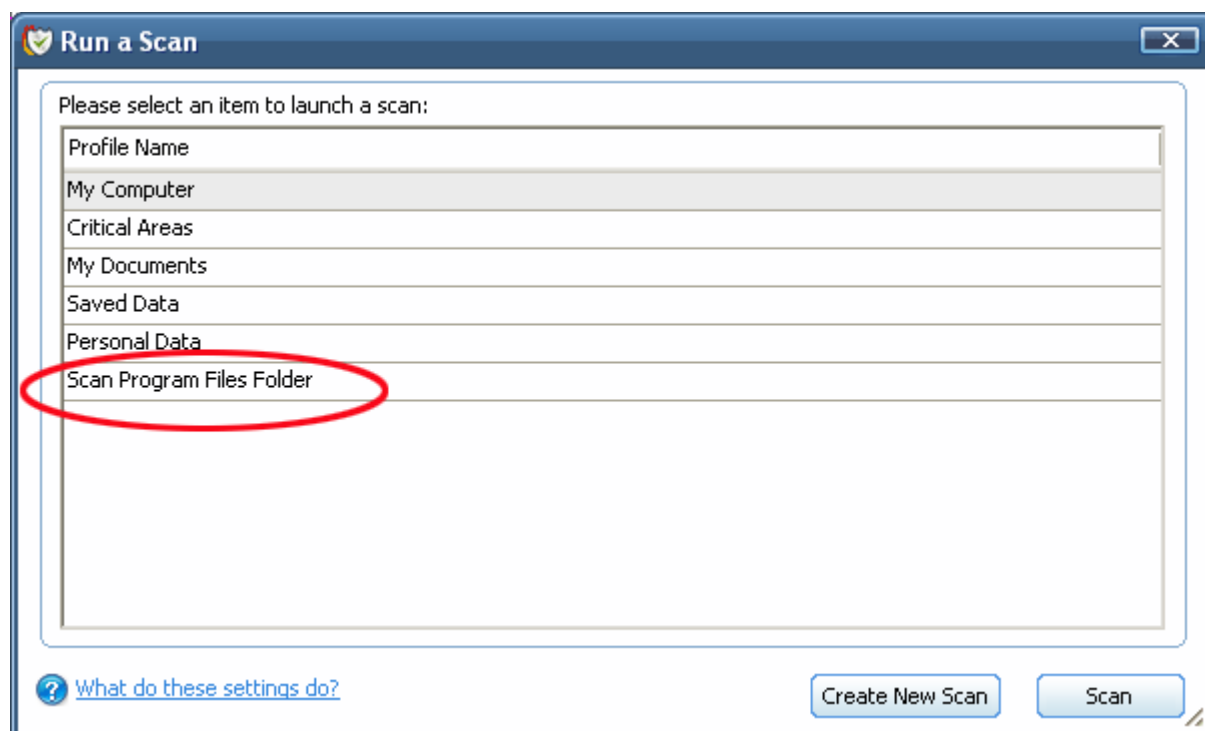 Run a Scan
Please select an item to launch a scan:
Profile Name
My Computer
Critical Areas
My Documents
Saved Data
Personal Data
Scan Program Files Folder
What do these settings do?
Create New Scan
Scan